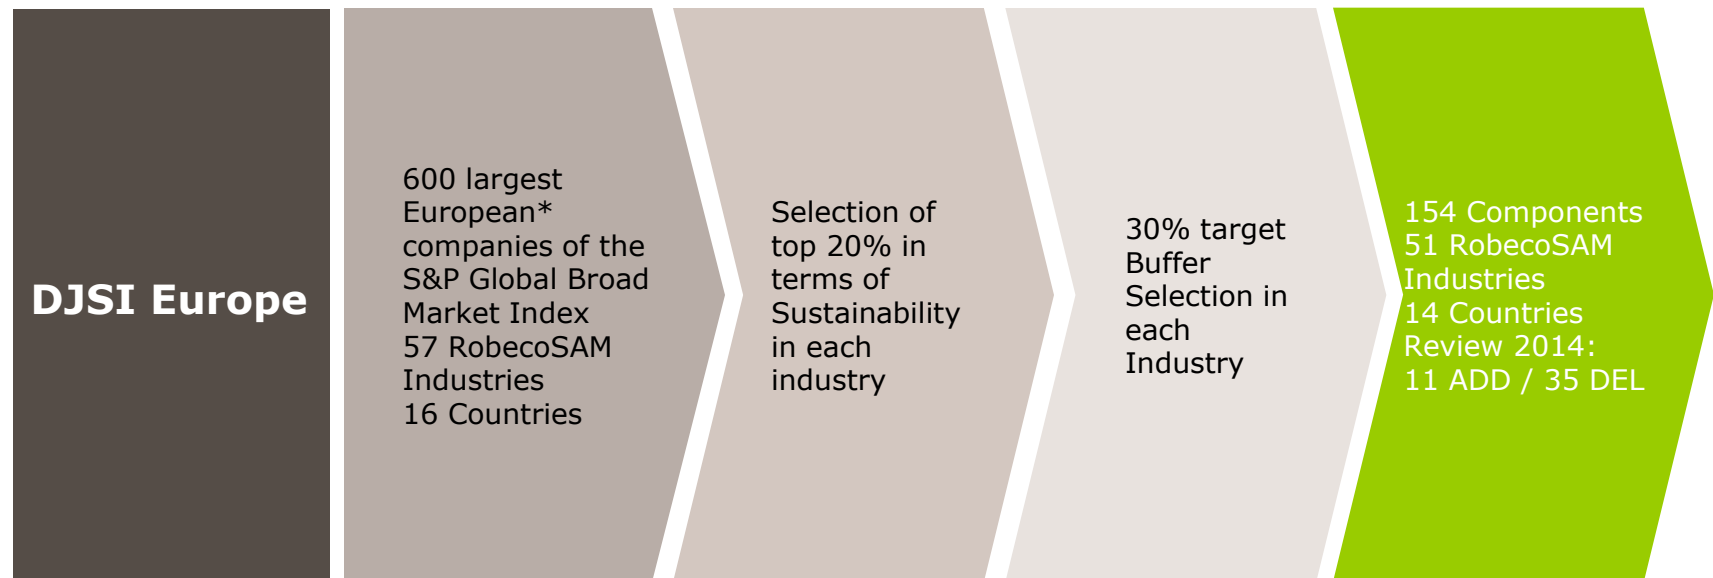 DJSI Europe
600 largest
European*
companies of the
S&P Global Broad
Market Index
57 RobecoSAM
Industries
16 Countries
Selection of
top 20% in
terms of
Sustainability
in each
industry
30% target
Buffer
Selection in
each
Industry
154 Components
51 RobecoSAM
Industries
14 Countries
Review 2014:
11 ADD / 35 DEL